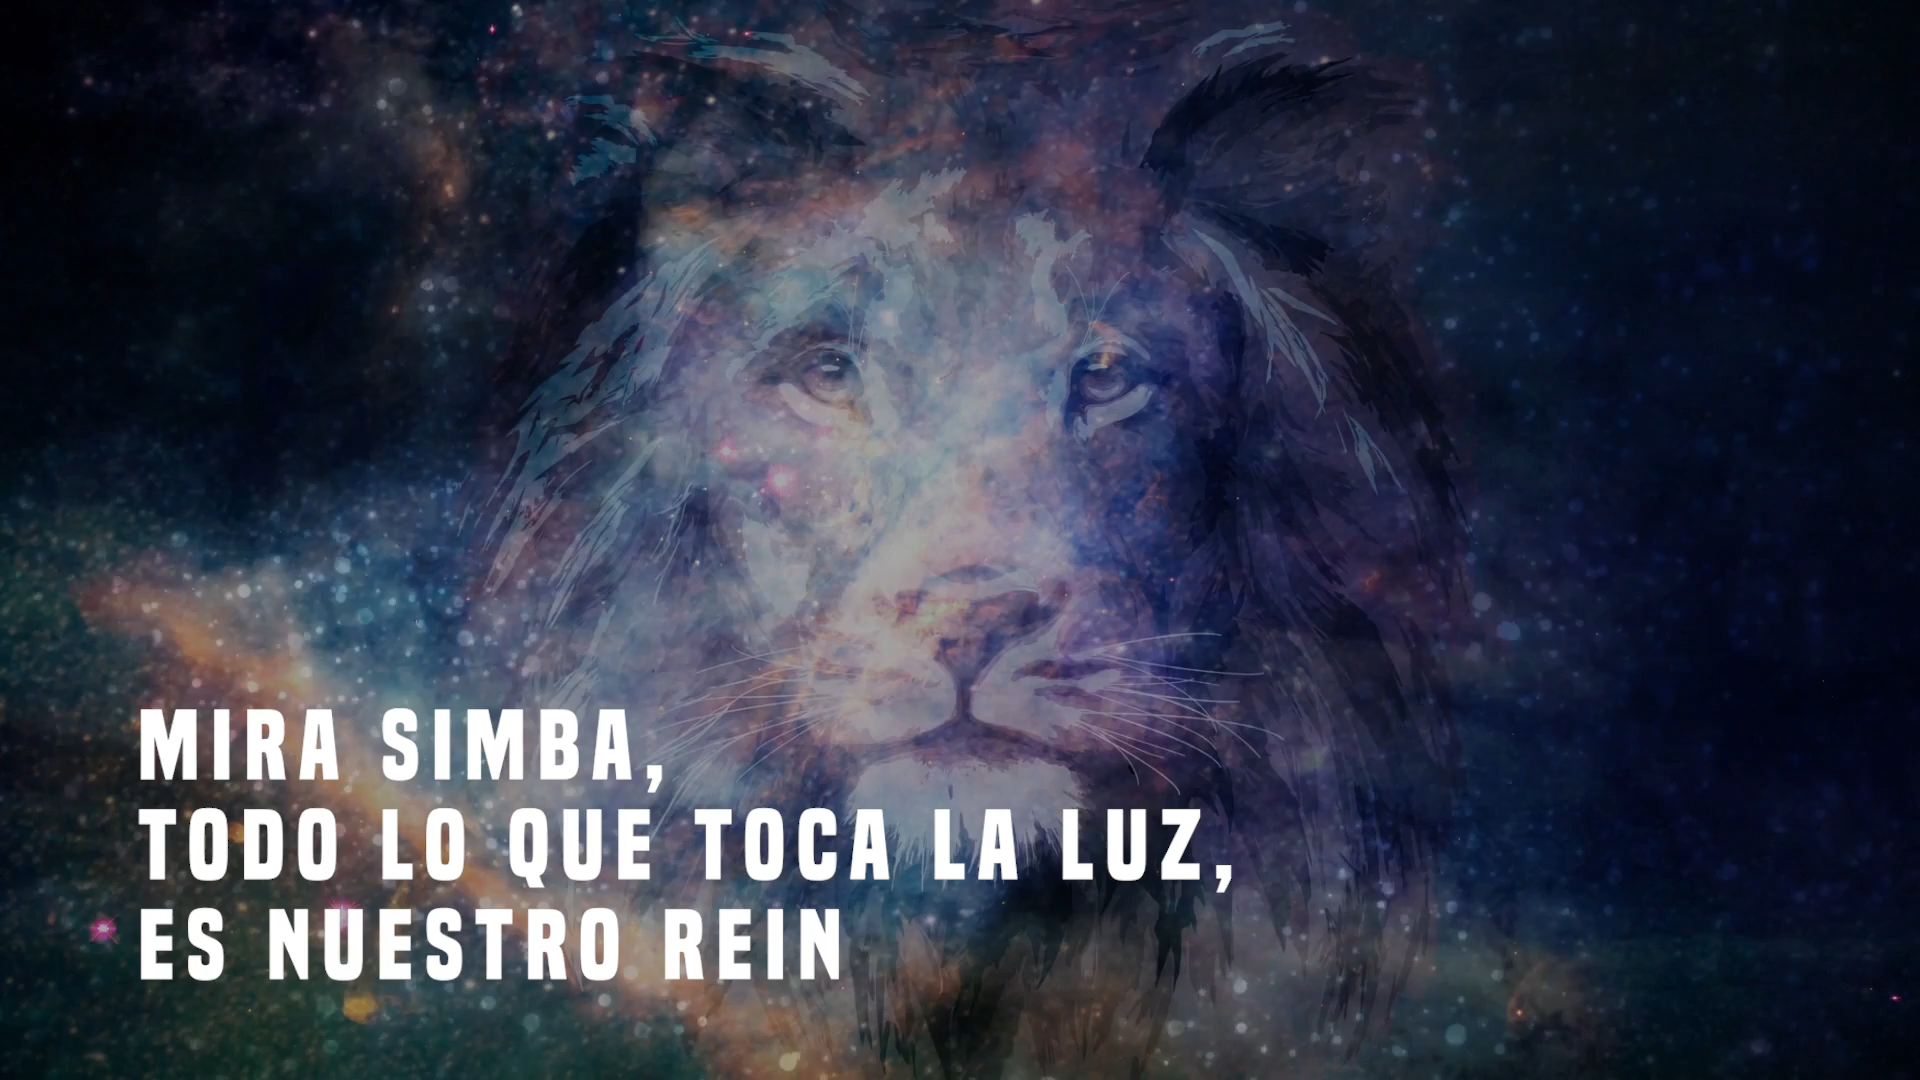 MIRA SIMBA,
TODO LO QUE TOCA LA LUZ,
ES NUESTRO REIN